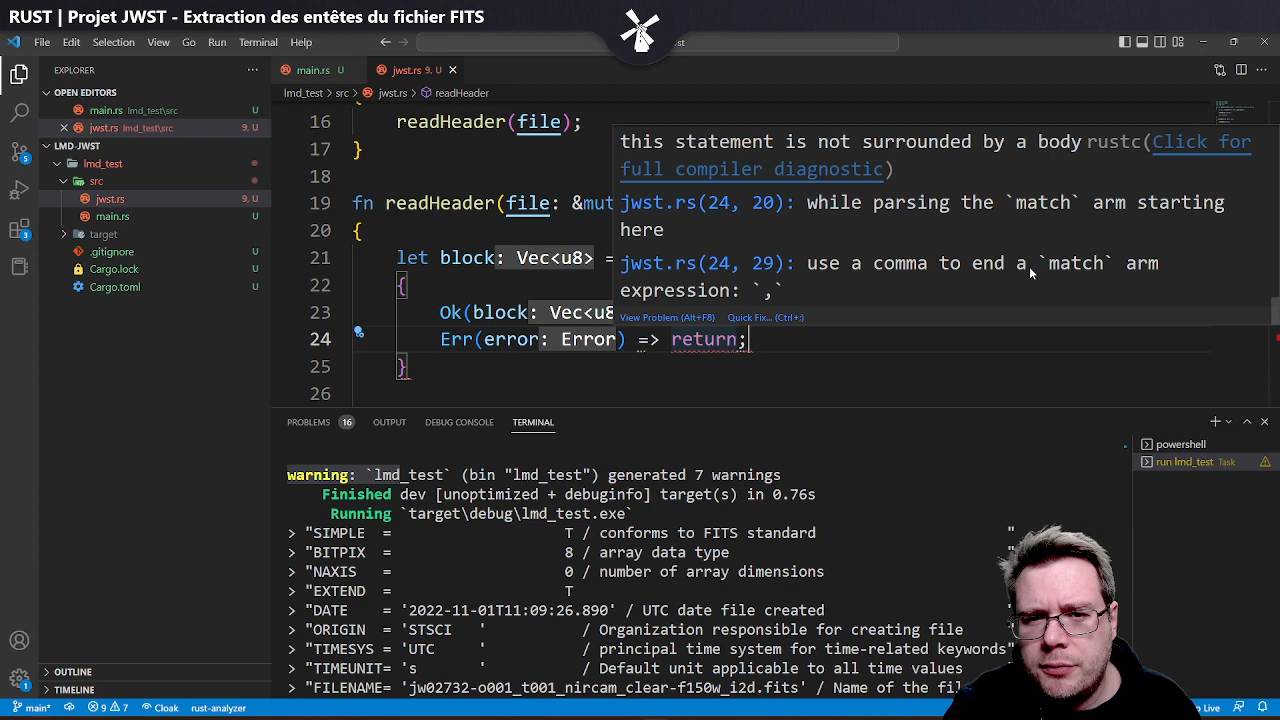 RUST | Projet JWST - Extraction des entêtes du fichier FITS
File Edit Selection View Go Run Terminal Help
st
EXPLORER
OPEN EDITORS
main.rs lmd_test\src U
jwst.rs lmd_test\src 9, U
LMD-JWST
lmd_test
src
jwst.rs 9, U
main.rs U
target
.gitignore U
Cargo.lock U
Cargo.toml U
OUTLINE
TIMELINE
5
3
1
main.rs U jwst.rs 9, U
lmd_test > src > jwst.rs > readHeader
16 readHeader(file);
17 }
18
19 fn readHeader(file: &mut
20 {
21 let block: Vec<u8> =
22 {
23 Ok(block: Vec<u8
24 Err(error: Error) => return;
25 }
26
this statement is not surrounded by a body rustc(Click for
full compiler diagnostic)
jwst.rs(24, 20): while parsing the `match` arm starting
here
jwst.rs(24, 29): use a comma to end a `match` arm
expression: `,`
View Problem (Alt+F8) Quick Fix... (Ctrl+;)
PROBLEMS 16 OUTPUT DEBUG CONSOLE TERMINAL
powershell
run lmd_test Task
warning: `lmd_test` (bin "lmd_test") generated 7 warnings
Finished dev [unoptimized + debuginfo] target(s) in 0.76s
Running `target\debug\lmd_test.exe`
> "SIMPLE = T / conforms to FITS standard "
> "BITPIX = 8 / array data type "
> "NAXIS = 0 / number of array dimensions
> "EXTEND = T
> "DATE = '2022-11-01T11:09:26.890' / UTC date file created
> "ORIGIN = 'STSCI ' / Organization responsible for creating file
> "TIMESYS = 'UTC ' / principal time system for time-related keywords"
> "TIMEUNIT= 's ' / Default unit applicable to all time values
> "FILENAME= 'jw02732-o001_t001_nircam_clear-f150w_i2d.fits' / Name of the fil
main* 9 7 Cloak rust-analyzer
Live